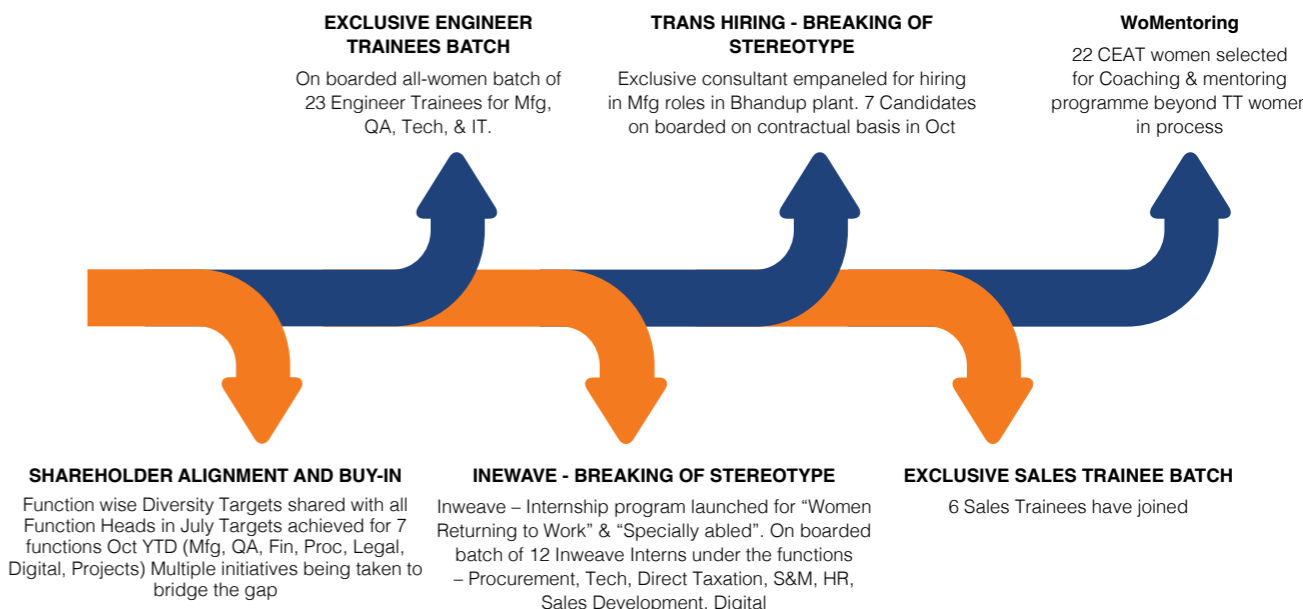 EXCLUSIVE ENGINEER
TRAINEES BATCH
On boarded all-women batch of
23 Engineer Trainees for Mfg,
QA, Tech, & IT.
TRANS HIRING - BREAKING OF
STEREOTYPE
Exclusive consultant empaneled for hiring
in Mfg roles in Bhandup plant. 7 Candidates
on boarded on contractual basis in Oct
WoMentoring
22 CEAT women selected
for Coaching & mentoring
programme beyond TT women
in process
SHAREHOLDER ALIGNMENT AND BUY-IN
Function wise Diversity Targets shared with all
Function Heads in July Targets achieved for 7
functions Oct YTD (Mfg, QA, Fin, Proc, Legal,
Digital, Projects) Multiple initiatives being taken to
bridge the gap
INEWAVE - BREAKING OF STEREOTYPE
Inweave – Internship program launched for “Women
Returning to Work” & “Specially abled”. On boarded
batch of 12 Inweave Interns under the functions
– Procurement, Tech, Direct Taxation, S&M, HR,
Sales Development, Digital
EXCLUSIVE SALES TRAINEE BATCH
6 Sales Trainees have joined